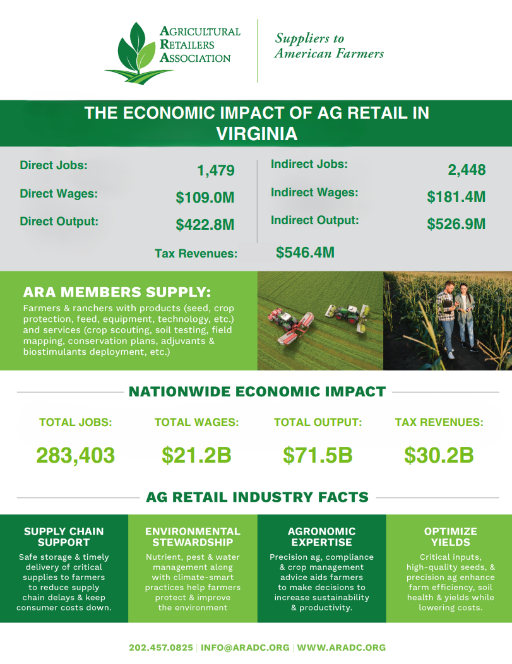 AGRICULTURAL
RETAILERS
ASSOCIATION
Suppliers to
American Farmers
THE ECONOMIC IMPACT OF AG RETAIL IN
VIRGINIA
Direct Jobs: 1,479
Direct Wages: $109.0M
Direct Output: $422.8M
Indirect Jobs: 2,448
Indirect Wages: $181.4M
Indirect Output: $526.9M
Tax Revenues: $546.4M
ARA MEMBERS SUPPLY:
Farmers & ranchers with products (seed, crop
protection, feed, equipment, technology, etc.)
and services (crop scouting, soil testing, field
mapping, conservation plans, adjuvants &
biostimulants deployment, etc.)
NATIONWIDE ECONOMIC IMPACT
TOTAL JOBS:
283,403
TOTAL WAGES:
$21.2B
TOTAL OUTPUT:
$71.5B
TAX REVENUES:
$30.2B
AG RETAIL INDUSTRY FACTS
SUPPLY CHAIN
SUPPORT
Safe storage & timely
delivery of critical
supplies to farmers
to reduce supply
chain delays & keep
consumer costs down.
ENVIRONMENTAL
STEWARDSHIP
Nutrient, pest & water
management along
with climate-smart
practices help farmers
protect & improve
the environment
AGRONOMIC
EXPERTISE
Precision ag, compliance
& crop management
advice aids farmers
to make decisions to
increase sustainability
& productivity.
OPTIMIZE
YIELDS
Critical inputs,
high-quality seeds, &
precision ag enhance
farm efficiency, soil
health & yields while
lowering costs.
202.457.0825 | INFO@ARADC.ORG | WWW.ARADC.ORG